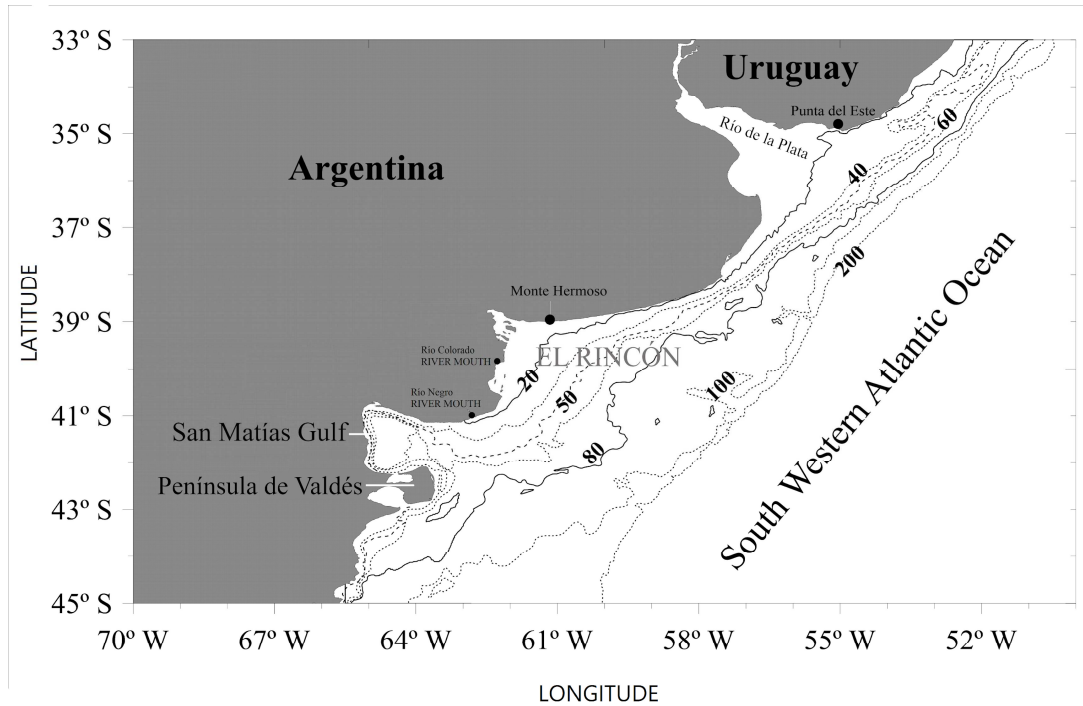 33º S
35º S
37º S
39º S
41º S
43º S
45º S
LATITUDE
Uruguay
Punta del Este
Río de la Plata
Argentina
60
40
200
Monte Hermoso
Río Colorado
RIVER MOUTH
EL RINCÓN
20
Río Negro
RIVER MOUTH
50
100
80
San Matías Gulf
Península de Valdés
South Western Atlantic Ocean
70º W
67º W
64º W
61º W
58º W
55º W
52º W
LONGITUDE